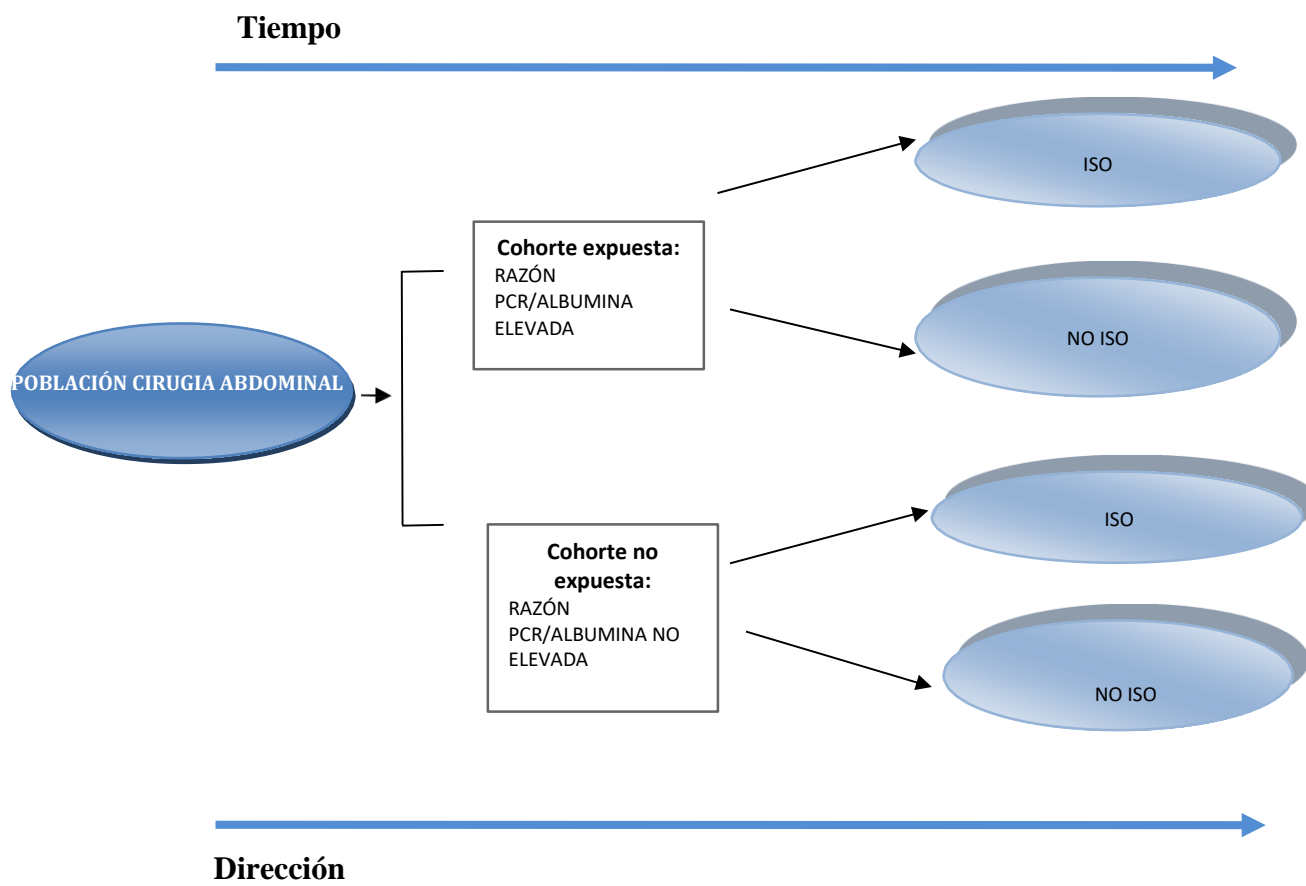 Tiempo
ISO
Cohorte expuesta:
RAZÓN
PCR/ALBUMINA
ELEVADA
NO ISO
POBLACIÓN CIRUGIA ABDOMINAL
ISO
Cohorte no
expuesta:
RAZÓN
PCR/ALBUMINA NO
ELEVADA
NO ISO
Dirección